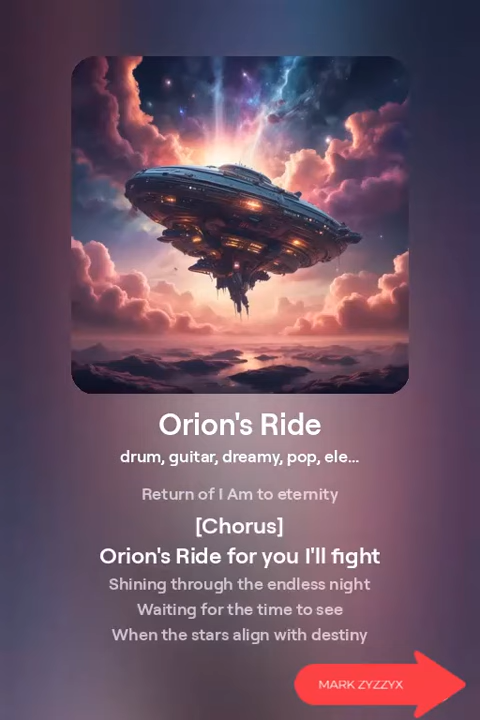 Orion's Ride
drum, guitar, dreamy, pop, ele...
Return of I Am to eternity
[Chorus]
Orion's Ride for you I'll fight
Shining through the endless night
Waiting for the time to see
When the stars align with destiny
MARK ZYZZYX